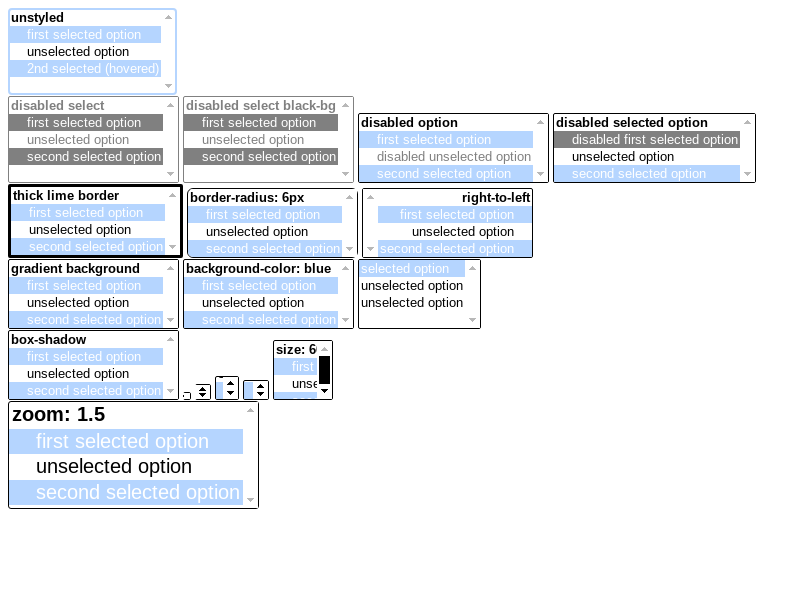 unstyled
first selected option
unselected option
2nd selected (hovered)
disabled select
first selected option
unselected option
second selected option
disabled select black-bg
first selected option
unselected option
second selected option
disabled option
first selected option
disabled unselected option
second selected option
disabled selected option
disabled first selected option
unselected option
second selected option
thick lime border
first selected option
unselected option
second selected option
border-radius: 6px
first selected option
unselected option
second selected option
right-to-left
first selected option
unselected option
second selected option
gradient background
first selected option
unselected option
second selected option
background-color: blue
first selected option
unselected option
second selected option
selected option
unselected option
unselected option
box-shadow
first selected option
unselected option
second selected option
size: 6
first
unse
zoom: 1.5
first selected option
unselected option
second selected option